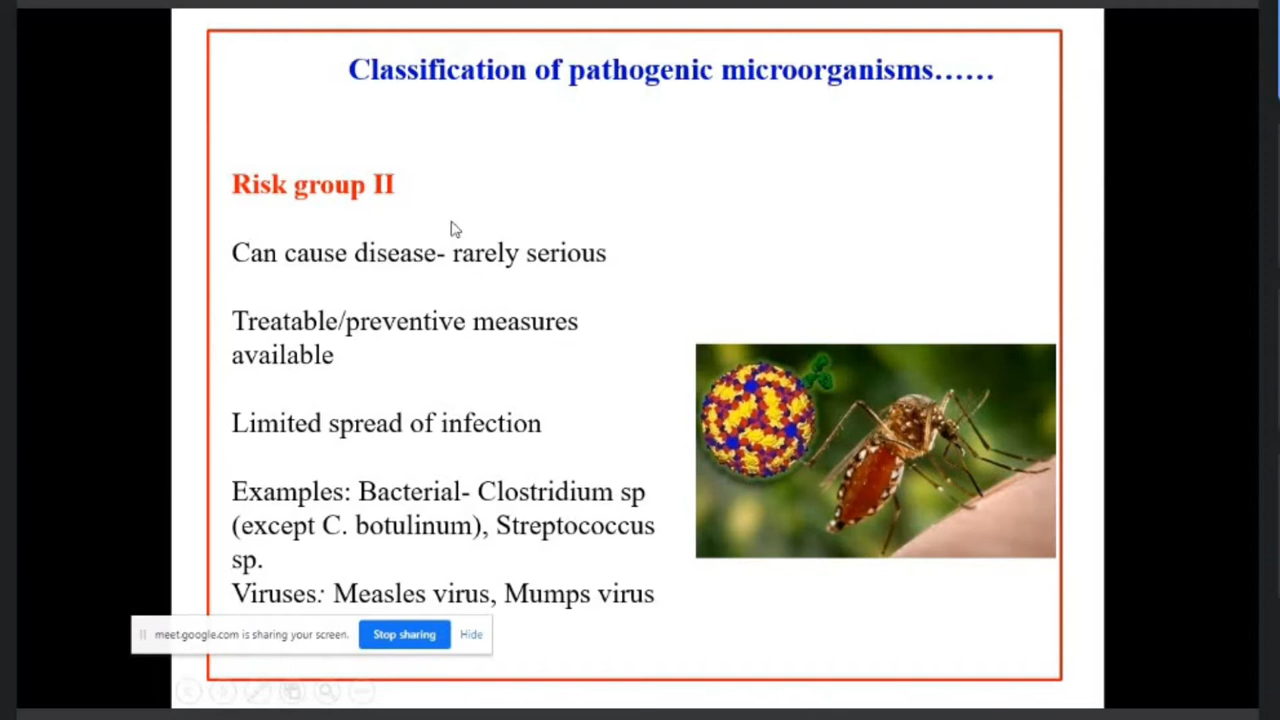 Classification of pathogenic microorganisms......
Risk group II
Can cause disease- rarely serious
Treatable/preventive measures
available
Limited spread of infection
Examples: Bacterial- Clostridium sp
(except C. botulinum), Streptococcus
sp.
Viruses: Measles virus, Mumps virus
meet.google.com is sharing your screen. Stop sharing Hide